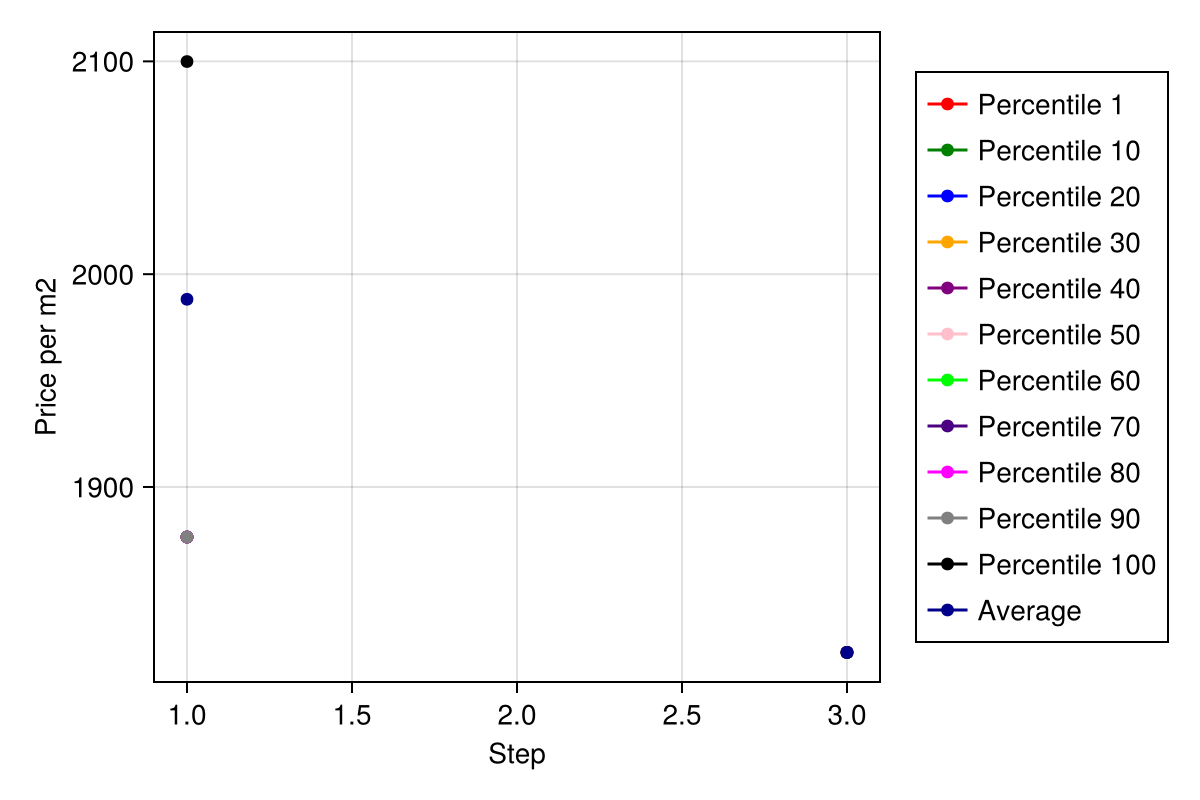 2100
2000
1900
Price per m2
1.0 1.5 2.0 2.5 3.0
Step
Percentile 1
Percentile 10
Percentile 20
Percentile 30
Percentile 40
Percentile 50
Percentile 60
Percentile 70
Percentile 80
Percentile 90
Percentile 100
Average